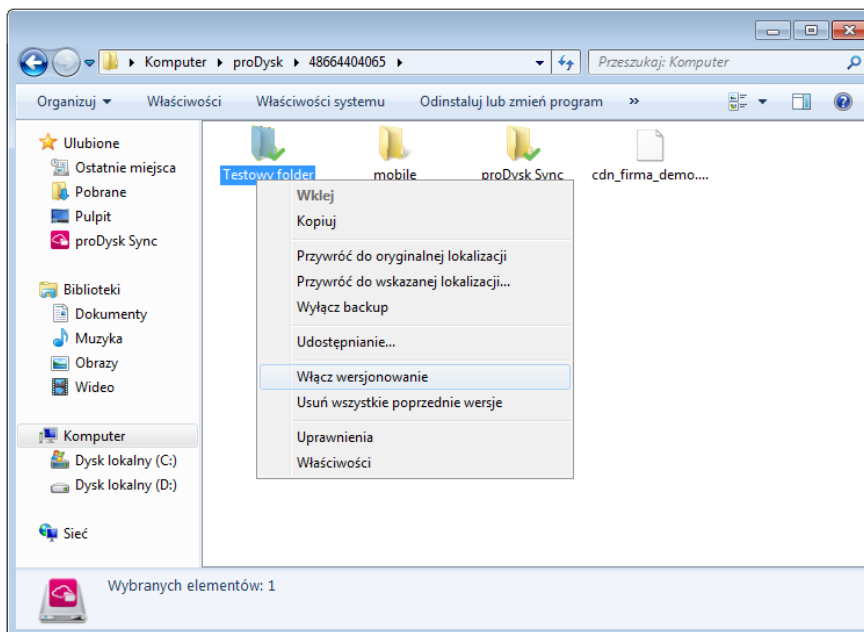 Komputer
proDysk
48664404065
Przeszukaj: Komputer
Organizuj
Właściwości
Właściwości systemu
Odinstaluj lub zmień program
»
Ulubione
Ostatnie miejsca
Pobrane
Pulpit
proDysk Sync
Biblioteki
Dokumenty
Muzyka
Obrazy
Wideo
Komputer
Dysk lokalny (C:)
Dysk lokalny (D:)
Sieć
Testowy folder
mobile
proDysk Sync
cdn_firma_demo....
Wklej
Kopiuj
Przywróć do oryginalnej lokalizacji
Przywróć do wskazanej lokalizacji...
Wyłącz backup
Udostępnianie...
Włącz wersjonowanie
Usuń wszystkie poprzednie wersje
Uprawnienia
Właściwości
Wybranych elementów: 1